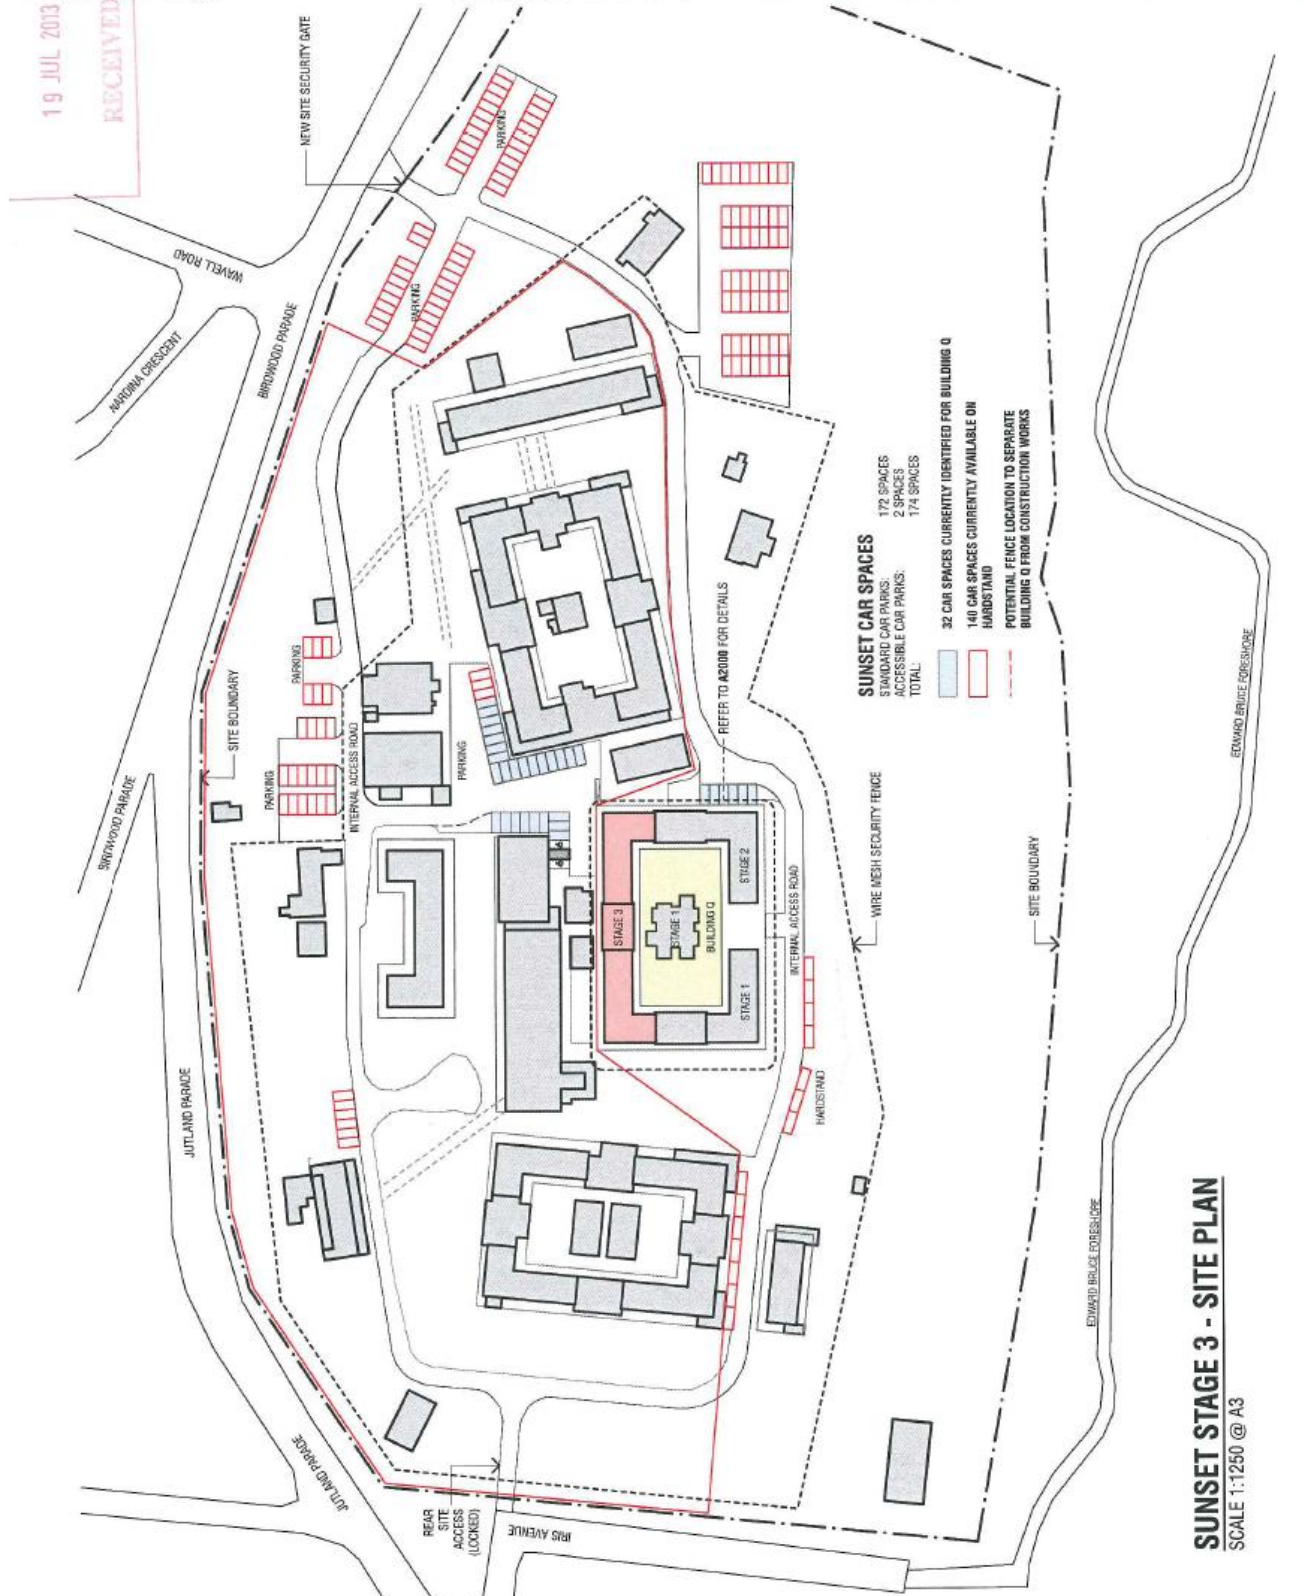 19 JUL 2013
RECEIVED
NEW SITE SECURITY GATE
WAVELL ROAD
NARDINA CRESCENT
BIRDWOOD PARADE
PARKING
PARKING
SITE BOUNDARY
PARKING
PARKING
INTERNAL ACCESS ROAD
PARKING
BIRDWOOD PARADE
JUTLAND PARADE
JUTLAND PARADE
REAR
SITE
ACCESS
(LOCKED)
IRIS AVENUE
STAGE 3
STAGE 1
BUILDING Q
STAGE 2
STAGE 1
INTERNAL ACCESS ROAD
HARDSTAND
REFER TO A2000 FOR DETAILS
WIRE MESH SECURITY FENCE
SITE BOUNDARY
SUNSET CAR SPACES
STANDARD CAR PARKS: 172 SPACES
ACCESSIBLE CAR PARKS: 2 SPACES
TOTAL: 174 SPACES
32 CAR SPACES CURRENTLY IDENTIFIED FOR BUILDING Q
140 CAR SPACES CURRENTLY AVAILABLE ON
HARDSTAND
POTENTIAL FENCE LOCATION TO SEPARATE
BUILDING Q FROM CONSTRUCTION WORKS
EDWARD BRUCE FORESHORE
EDWARD BRUCE FORESHORE
SUNSET STAGE 3 - SITE PLAN
SCALE 1:1250 @ A3